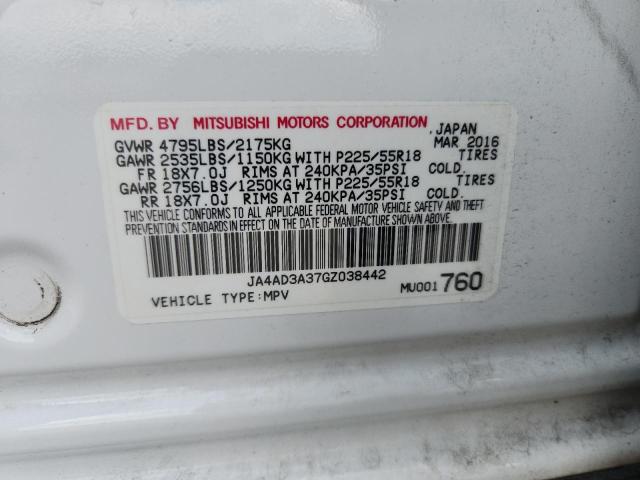 MFD. BY MITSUBISHI MOTORS CORPORATION, JAPAN
GVWR 4795LBS/2175KG MAR 2016
GAWR 2535LBS/1150KG WITH P225/55R18 TIRES
FR 18X7.0J RIMS AT 240KPA/35PSI COLD.
GAWR 2756LBS/1250KG WITH P225/55R18 TIRES
RR 18X7.0J RIMS AT 240KPA/35PSI COLD.
THIS VEHICLE CONFORMS TO ALL APPLICABLE FEDERAL MOTOR VEHICLE SAFETY AND THEFT
PREVENTION STANDARDS IN EFFECT ON THE DATE OF MANUFACTURE SHOWN ABOVE.
JA4AD3A37GZ038442
VEHICLE TYPE:MPV MU001760